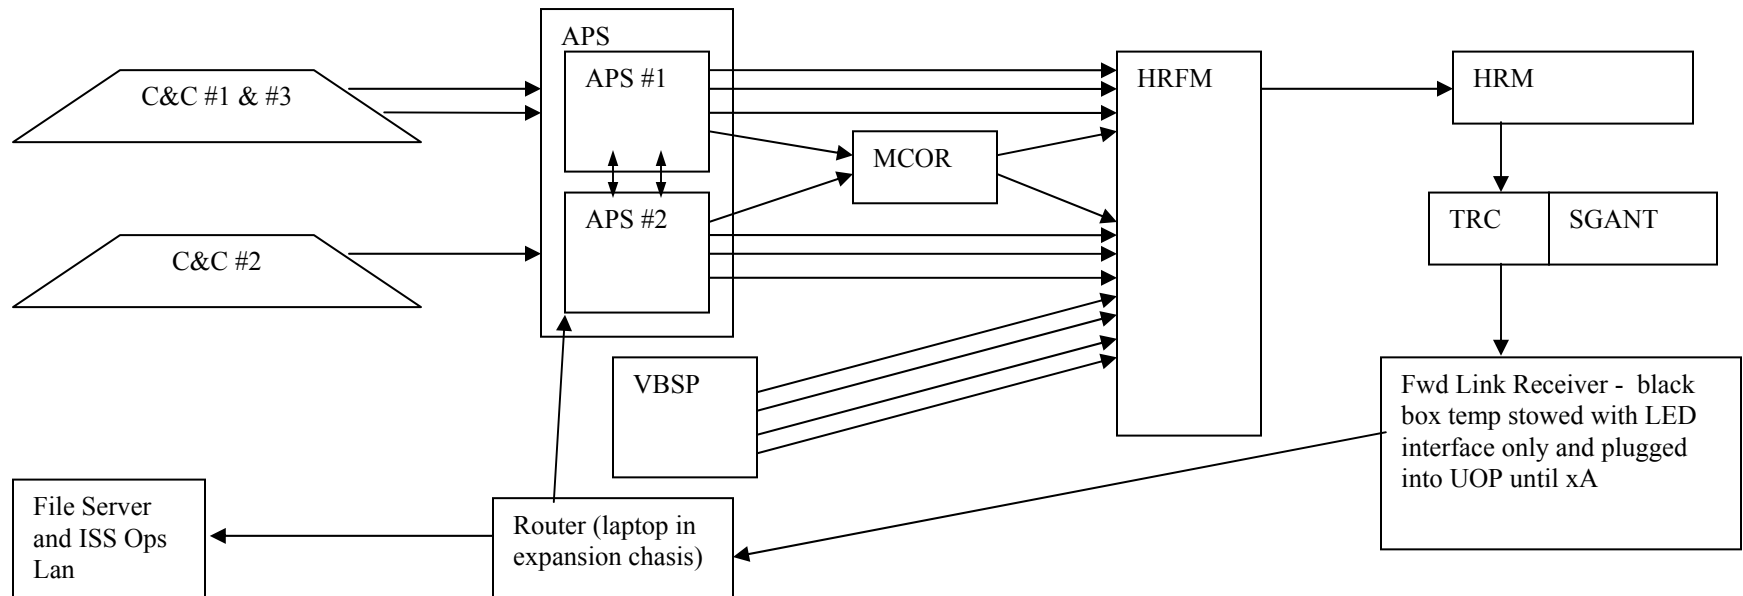 APS
C&C #1 & #3
APS #1
HRFM
HRM
MCOR
C&C #2
APS #2
TRC
SGANT
VBSP
Fwd Link Receiver -  black
box temp stowed with LED
interface only and plugged
into UOP until xA
File Server
and ISS Ops
Lan
Router (laptop in
expansion chasis)